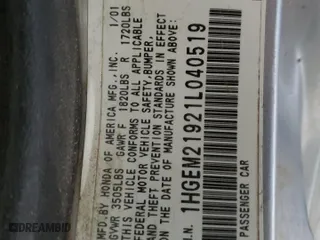 MFD.BY HONDA OF AMERICA MFG.,INC. 1/01
GVWR 3505LBS GAWR F 1820LBS R 1720LBS
THIS VEHICLE CONFORMS TO ALL APPLICABLE
FEDERAL MOTOR VEHICLE SAFETY,BUMPER,
AND THEFT PREVENTION STANDARDS IN EFFECT
ON THE DATE OF MANUFACTURE SHOWN ABOVE:
V.I.N. 1HGEM21921L040519
PASSENGER CAR
DREAMBID